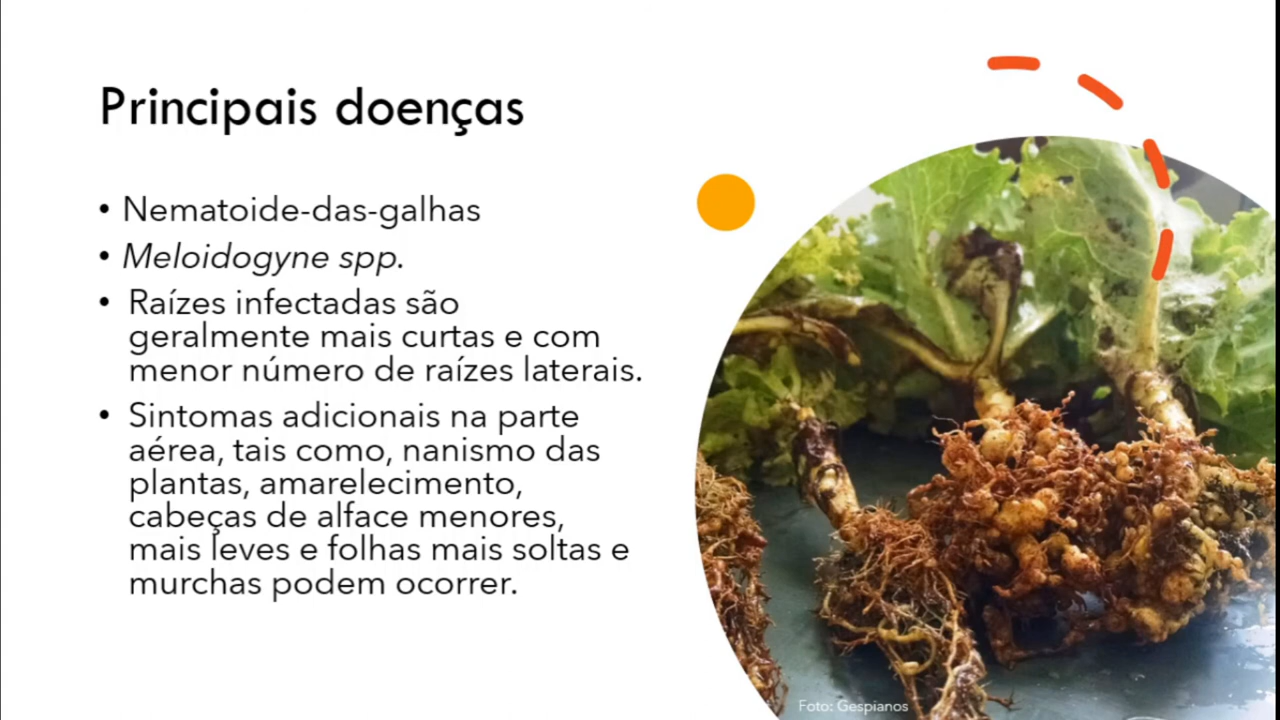 Principais doenças
• Nematoide-das-galhas
• Meloidogyne spp.
• Raízes infectadas são
geralmente mais curtas e com
menor número de raízes laterais.
• Sintomas adicionais na parte
aérea, tais como, nanismo das
plantas, amarelecimento,
cabeças de alface menores,
mais leves e folhas mais soltas e
murchas podem ocorrer.
Foto: Gespianos